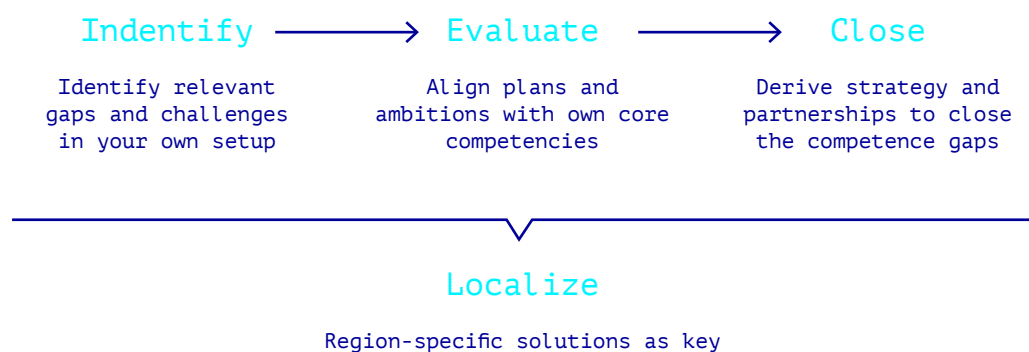 Indentify
Evaluate
Close
Identify relevant
gaps and challenges
in your own setup
Align plans and
ambitions with own core
competencies
Derive strategy and
partnerships to close
the competence gaps
Localize
Region-specific solutions as key